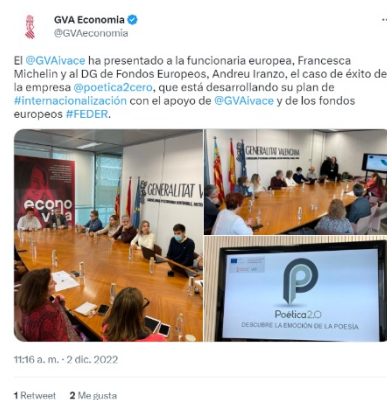 GVA Economia
@GVAeconomia
El @GVAivace ha presentado a la funcionaria europea, Francesca
Michelin y al DG de Fondos Europeos, Andreu Iranzo, el caso de éxito de
la empresa @poetica2cero, que está desarrollando su plan de
#internacionalización con el apoyo de @GVAivace y de los fondos
europeos #FEDER.
GENERALITAT VALENCIANA
econo
GENERALITAT V
Poética2.0
DESCUBRE LA EMOCIÓN DE LA POESÍA
11:16 a. m. · 2 dic. 2022
1 Retweet 2 Me gusta